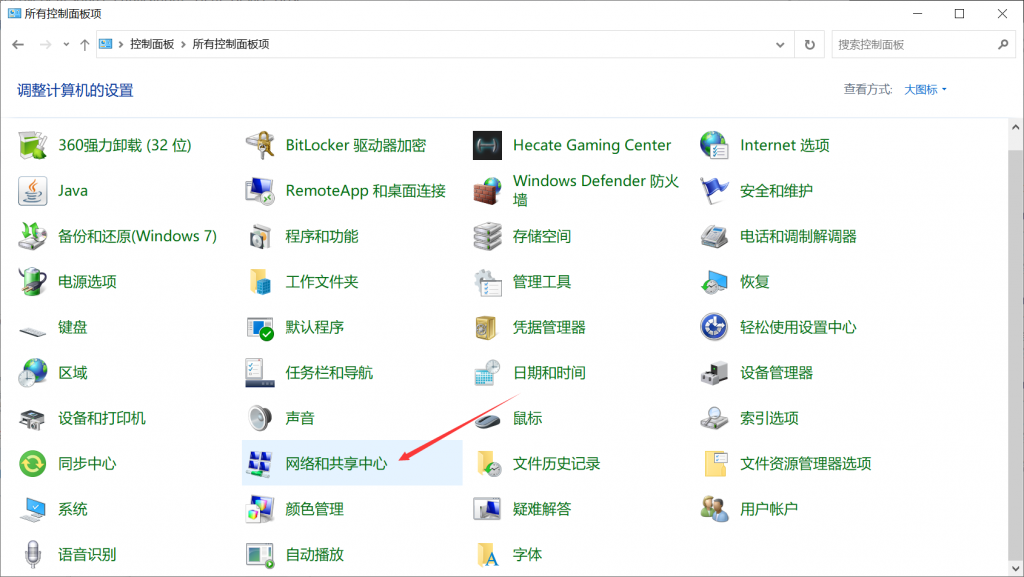 所有控制面板项
控制面板 › 所有控制面板项
搜索控制面板
调整计算机的设置
查看方式: 大图标
360强力卸载 (32 位)
BitLocker 驱动器加密
Hecate Gaming Center
Internet 选项
Java
RemoteApp 和桌面连接
Windows Defender 防火
墙
安全和维护
备份和还原(Windows 7)
程序和功能
存储空间
电话和调制解调器
电源选项
工作文件夹
管理工具
恢复
键盘
默认程序
凭据管理器
轻松使用设置中心
区域
任务栏和导航
日期和时间
设备管理器
设备和打印机
声音
鼠标
索引选项
同步中心
网络和共享中心
文件历史记录
文件资源管理器选项
系统
颜色管理
疑难解答
用户帐户
语音识别
自动播放
字体